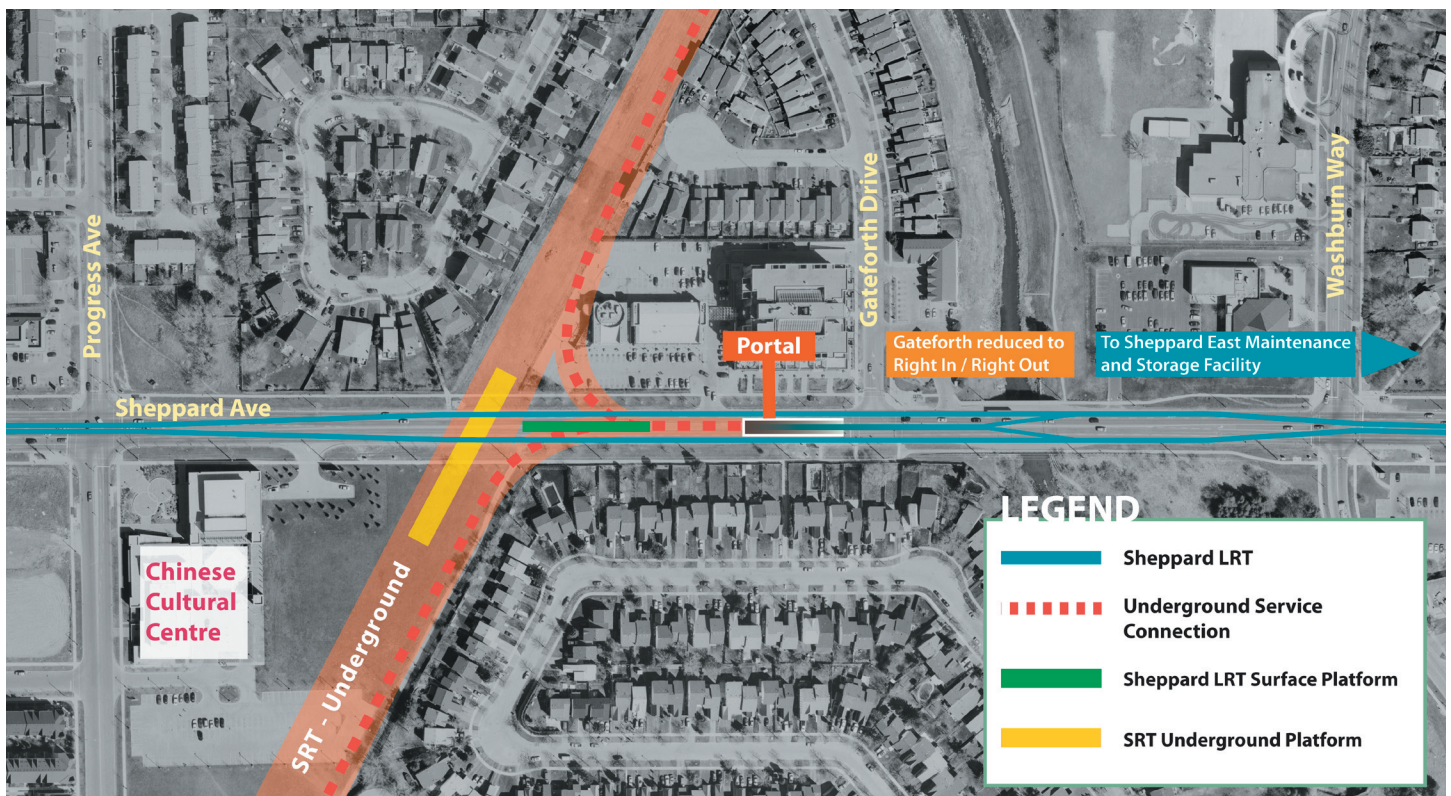 Progress Ave
Gateforth Drive
Washburn Way
Portal
Gateforth reduced to
Right In / Right Out
To Sheppard East Maintenance
and Storage Facility
Sheppard Ave
Chinese
Cultural
Centre
SRT - Underground
LEGEND
Sheppard LRT
Underground Service
Connection
Sheppard LRT Surface Platform
SRT Underground Platform